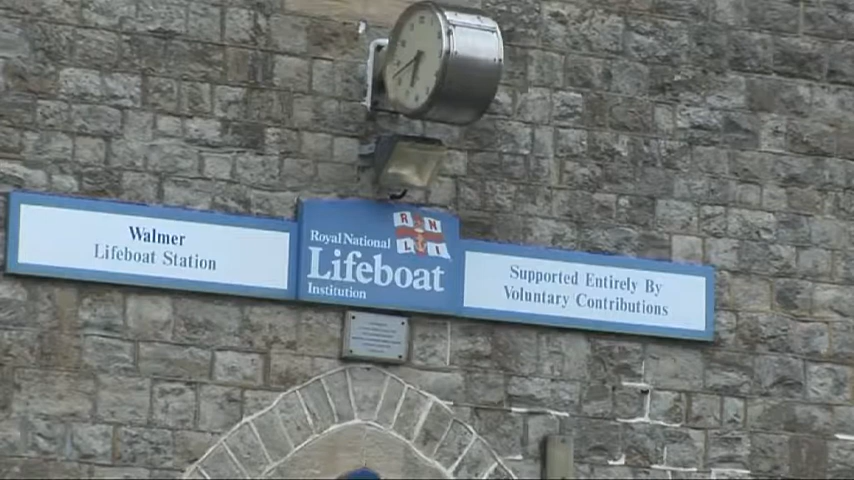 Walmer
Lifeboat Station
Royal National
Lifeboat
Institution
R N
L I
Supported Entirely By
Voluntary Contributions